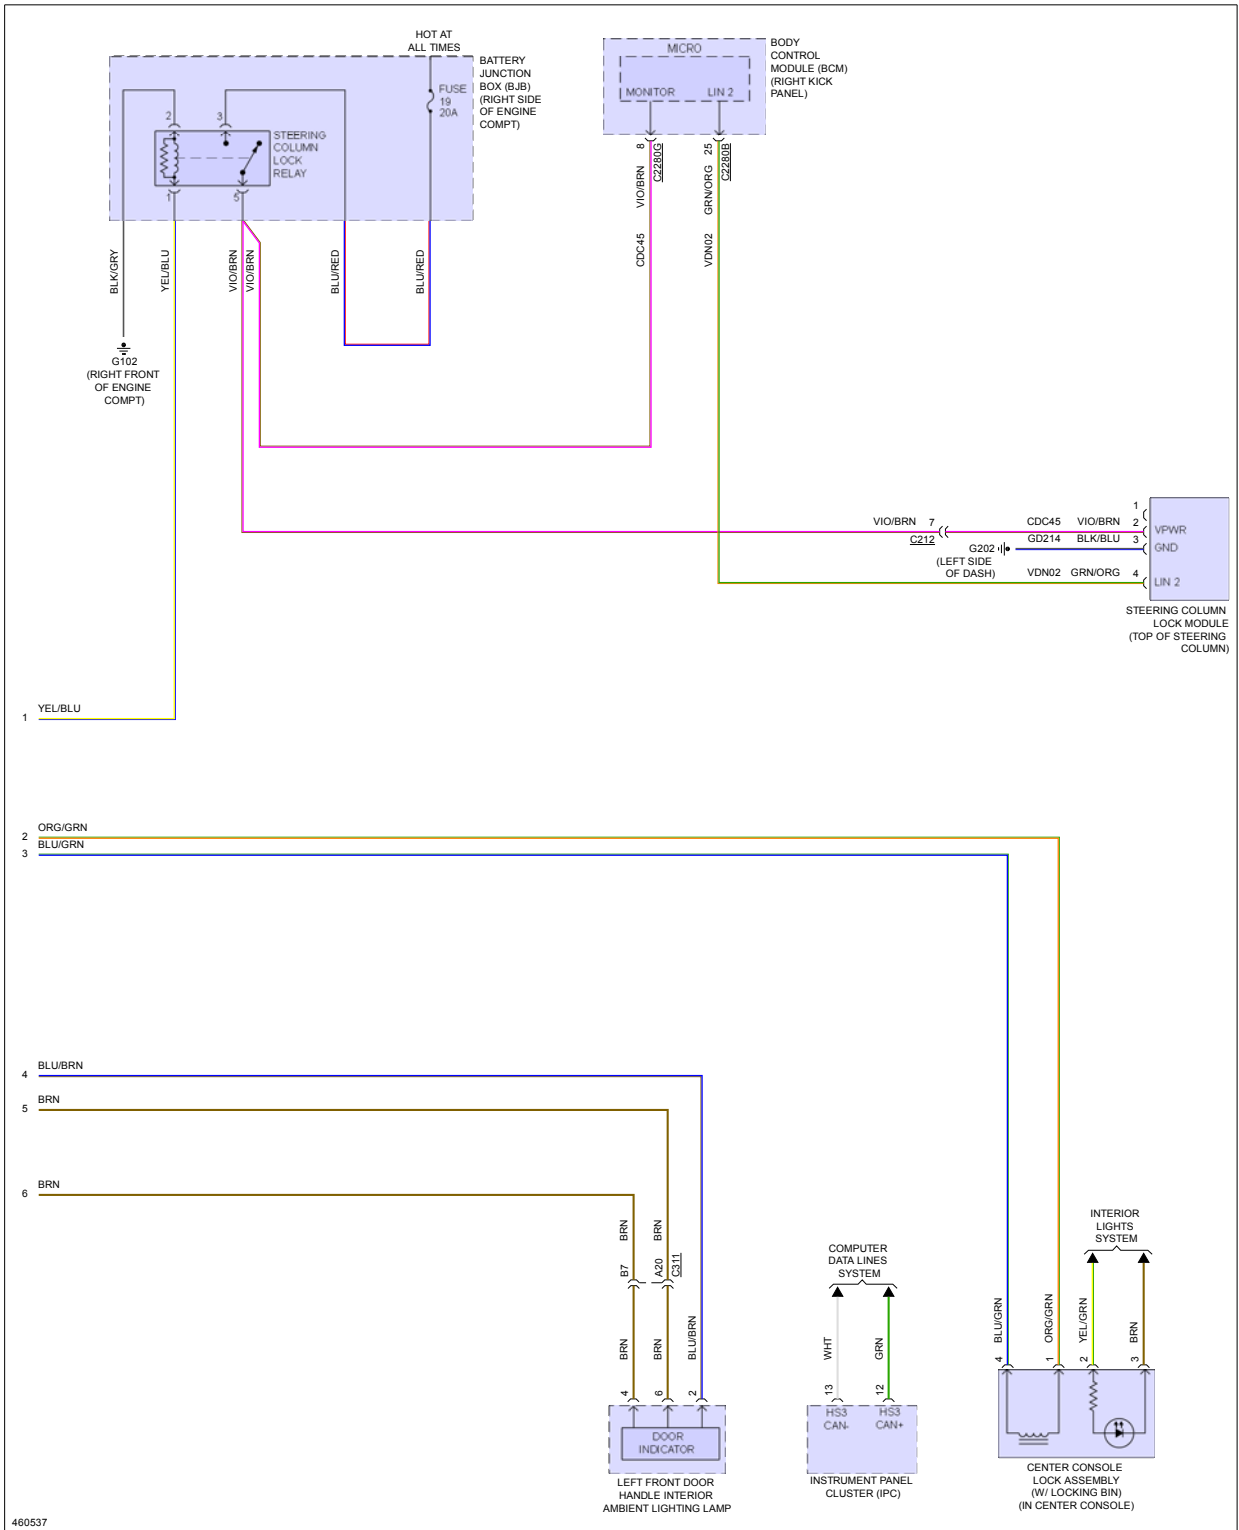 HOT AT
ALL TIMES
BATTERY
JUNCTION
BOX (BJB)
(RIGHT SIDE
OF ENGINE
COMPT)
FUSE
19
20A
2
3
STEERING
COLUMN
LOCK
RELAY
1
5
MICRO
MONITOR
LIN 2
BODY
CONTROL
MODULE (BCM)
(RIGHT KICK
PANEL)
8
C2280G
25
C2280B
VIO/BRN
GRN/ORG
CDC45
VDN02
BLK/GRY
YEL/BLU
VIO/BRN
VIO/BRN
BLU/RED
BLU/RED
G102
(RIGHT FRONT
OF ENGINE
COMPT)
1
VIO/BRN
7
CDC45
VIO/BRN
2
VPWR
C212
G202
GD214
BLK/BLU
3
GND
(LEFT SIDE
OF DASH)
VDN02
GRN/ORG
4
LIN 2
STEERING COLUMN
LOCK MODULE
(TOP OF STEERING
COLUMN)
1
YEL/BLU
2
ORG/GRN
3
BLU/GRN
4
BLU/BRN
5
BRN
6
BRN
BRN
BRN
B7
A20
C311
BRN
BRN
BLU/BRN
4
6
2
DOOR
INDICATOR
LEFT FRONT DOOR
HANDLE INTERIOR
AMBIENT LIGHTING LAMP
COMPUTER
DATA LINES
SYSTEM
WHT
GRN
13
12
HS3
CAN-
HS3
CAN+
INSTRUMENT PANEL
CLUSTER (IPC)
INTERIOR
LIGHTS
SYSTEM
BLU/GRN
ORG/GRN
YEL/GRN
BRN
4
1
2
3
CENTER CONSOLE
LOCK ASSEMBLY
(W/ LOCKING BIN)
(IN CENTER CONSOLE)
460537